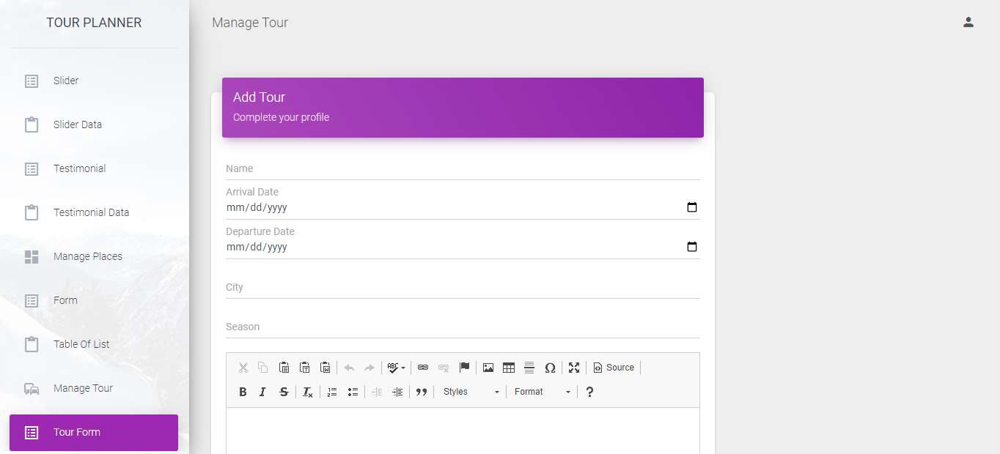 TOUR PLANNER
Manage Tour
Slider
Slider Data
Testimonial
Testimonial Data
Manage Places
Form
Table Of List
Manage Tour
Tour Form
Add Tour
Complete your profile
Name
Arrival Date
mm/dd/yyyy
Departure Date
mm/dd/yyyy
City
Season
ABC
Source
B I S Tx
Styles
Format
?